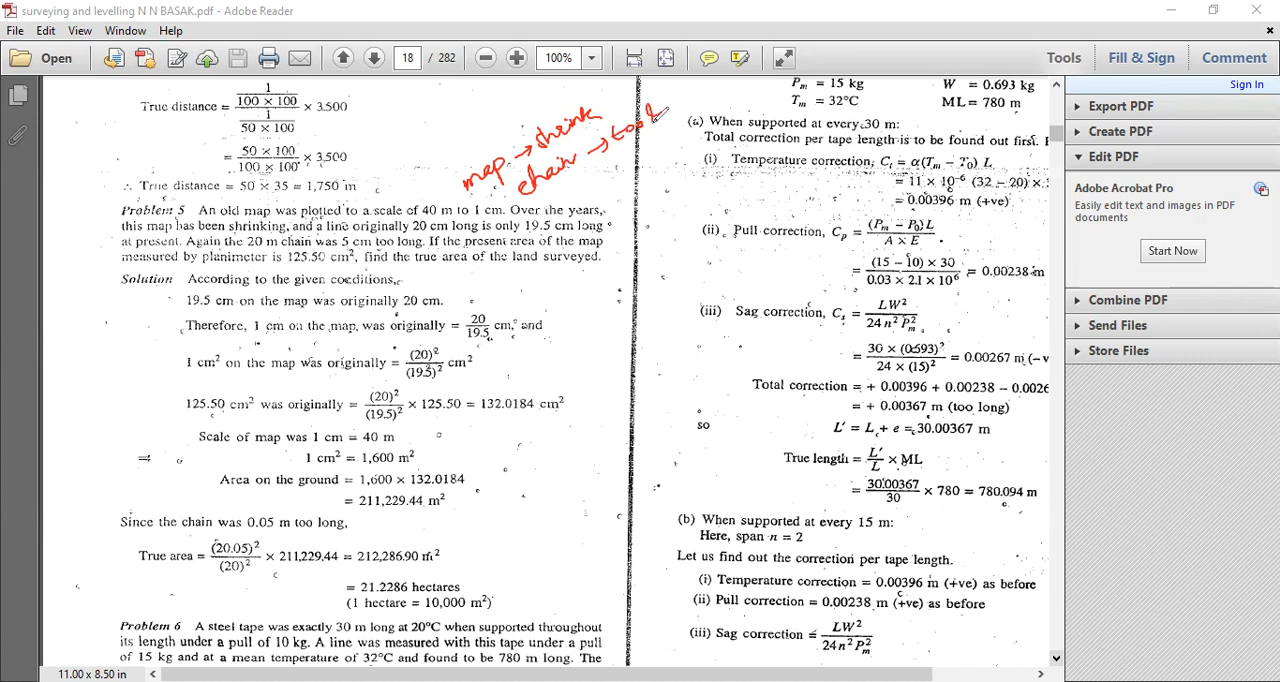 surveying and levelling N N BASAK.pdf - Adobe Reader
File Edit View Window Help
Open 18 / 282 100% Tools Fill & Sign Comment
Sign In
Export PDF
Create PDF
Edit PDF
Adobe Acrobat Pro
Easily edit text and images in PDF
documents
Start Now
Combine PDF
Send Files
Store Files
True distance = 1 / 100 × 100 / 1 / 50 × 100 × 3.500
= 50 × 100 / 100 × 100 × 3.500
∴ True distance = 50 × 35 = 1,750 m
map → shrink
chain → too l
Problem 5 An old map was plotted to a scale of 40 m to 1 cm. Over the years,
this map has been shrinking, and a line originally 20 cm long is only 19.5 cm long
at present. Again the 20 m chain was 5 cm too long. If the present area of the map
measured by planimeter is 125.50 cm², find the true area of the land surveyed.
Solution According to the given conditions,
19.5 cm on the map was originally 20 cm.
Therefore, 1 cm on the map was originally = 20 / 19.5 cm, and
1 cm² on the map was originally = (20)² / (19.5)² cm²
125.50 cm² was originally = (20)² / (19.5)² × 125.50 = 132.0184 cm²
Scale of map was 1 cm = 40 m
⇒ 1 cm² = 1,600 m²
Area on the ground = 1,600 × 132.0184
= 211,229.44 m²
Since the chain was 0.05 m too long,
True area = (20.05)² / (20)² × 211,229.44 = 212,286.90 m²
= 21.2286 hectares
(1 hectare = 10,000 m²)
Problem 6 A steel tape was exactly 30 m long at 20°C when supported throughout
its length under a pull of 10 kg. A line was measured with this tape under a pull
of 15 kg and at a mean temperature of 32°C and found to be 780 m long. The
Pm = 15 kg W = 0.693 kg
Tm = 32°C ML = 780 m
(a) When supported at every 30 m:
Total correction per tape length is to be found out first.
(i) Temperature correction, Ct = α(Tm − T0) L
= 11 × 10⁻⁶ (32 − 20) ×
= 0.00396 m (+ve)
(ii) Pull correction, Cp = (Pm − P0) L / A × E
= (15 − 10) × 30 / 0.03 × 2.1 × 10⁶ = 0.00238 m
(iii) Sag correction, Cs = LW² / 24 n² Pm²
= 30 × (0.693)² / 24 × (15)² = 0.00267 m (−v
Total correction = + 0.00396 + 0.00238 − 0.0026
= + 0.00367 m (too long)
so L′ = L + e = 30.00367 m
True length = L′ / L × ML
= 30.00367 / 30 × 780 = 780.094 m
(b) When supported at every 15 m:
Here, span n = 2
Let us find out the correction per tape length.
(i) Temperature correction = 0.00396 m (+ve) as before
(ii) Pull correction = 0.00238 m (+ve) as before
(iii) Sag correction = LW² / 24n² Pm²
11.00 x 8.50 in